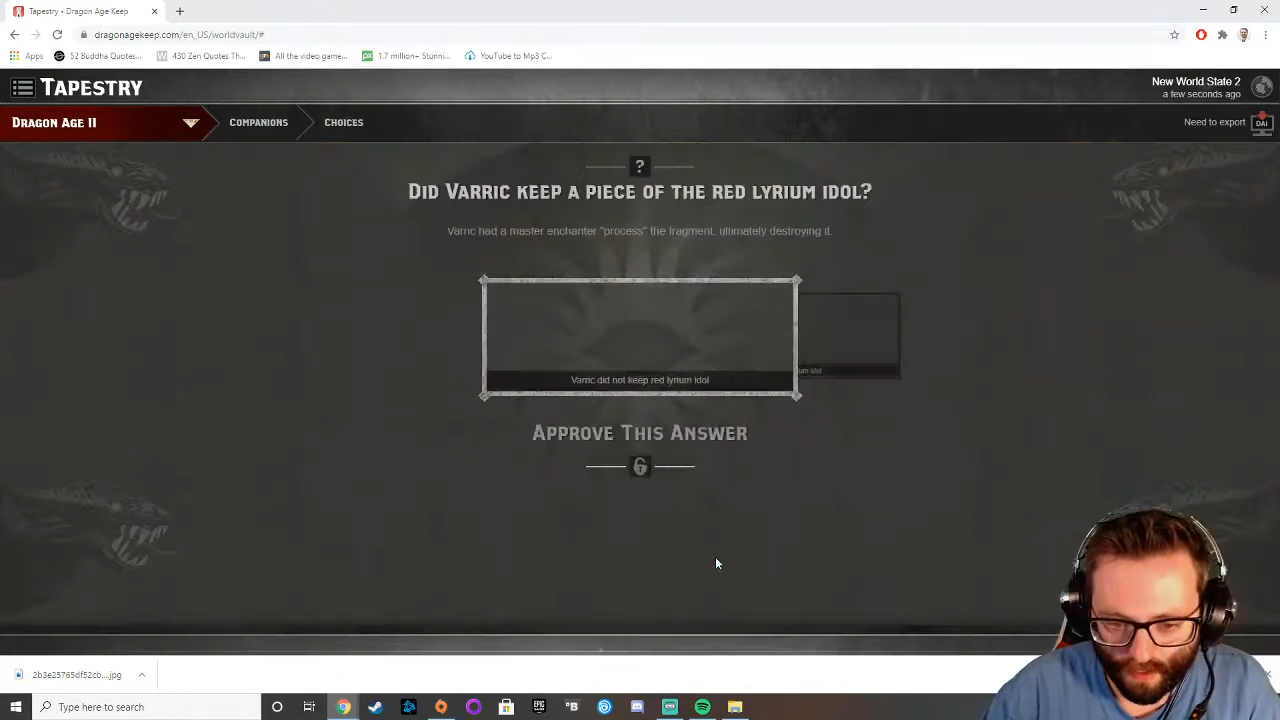 Tapestry • Dragon Age Keep
dragonagekeep.com/en_US/worldvault/#
Apps
52 Buddha Quotes...
430 Zen Quotes Th...
All the video game...
1.7 million+ Stunni...
YouTube to Mp3 C...
TAPESTRY
New World State 2
a few seconds ago
DRAGON AGE II
COMPANIONS
CHOICES
Need to export
DAI
?
DID VARRIC KEEP A PIECE OF THE RED LYRIUM IDOL?
Varric had a master enchanter "process" the fragment, ultimately destroying it.
um idol
Varric did not keep red lyrium idol
APPROVE THIS ANSWER
2b3e25765df52cb....jpg
Type here to search